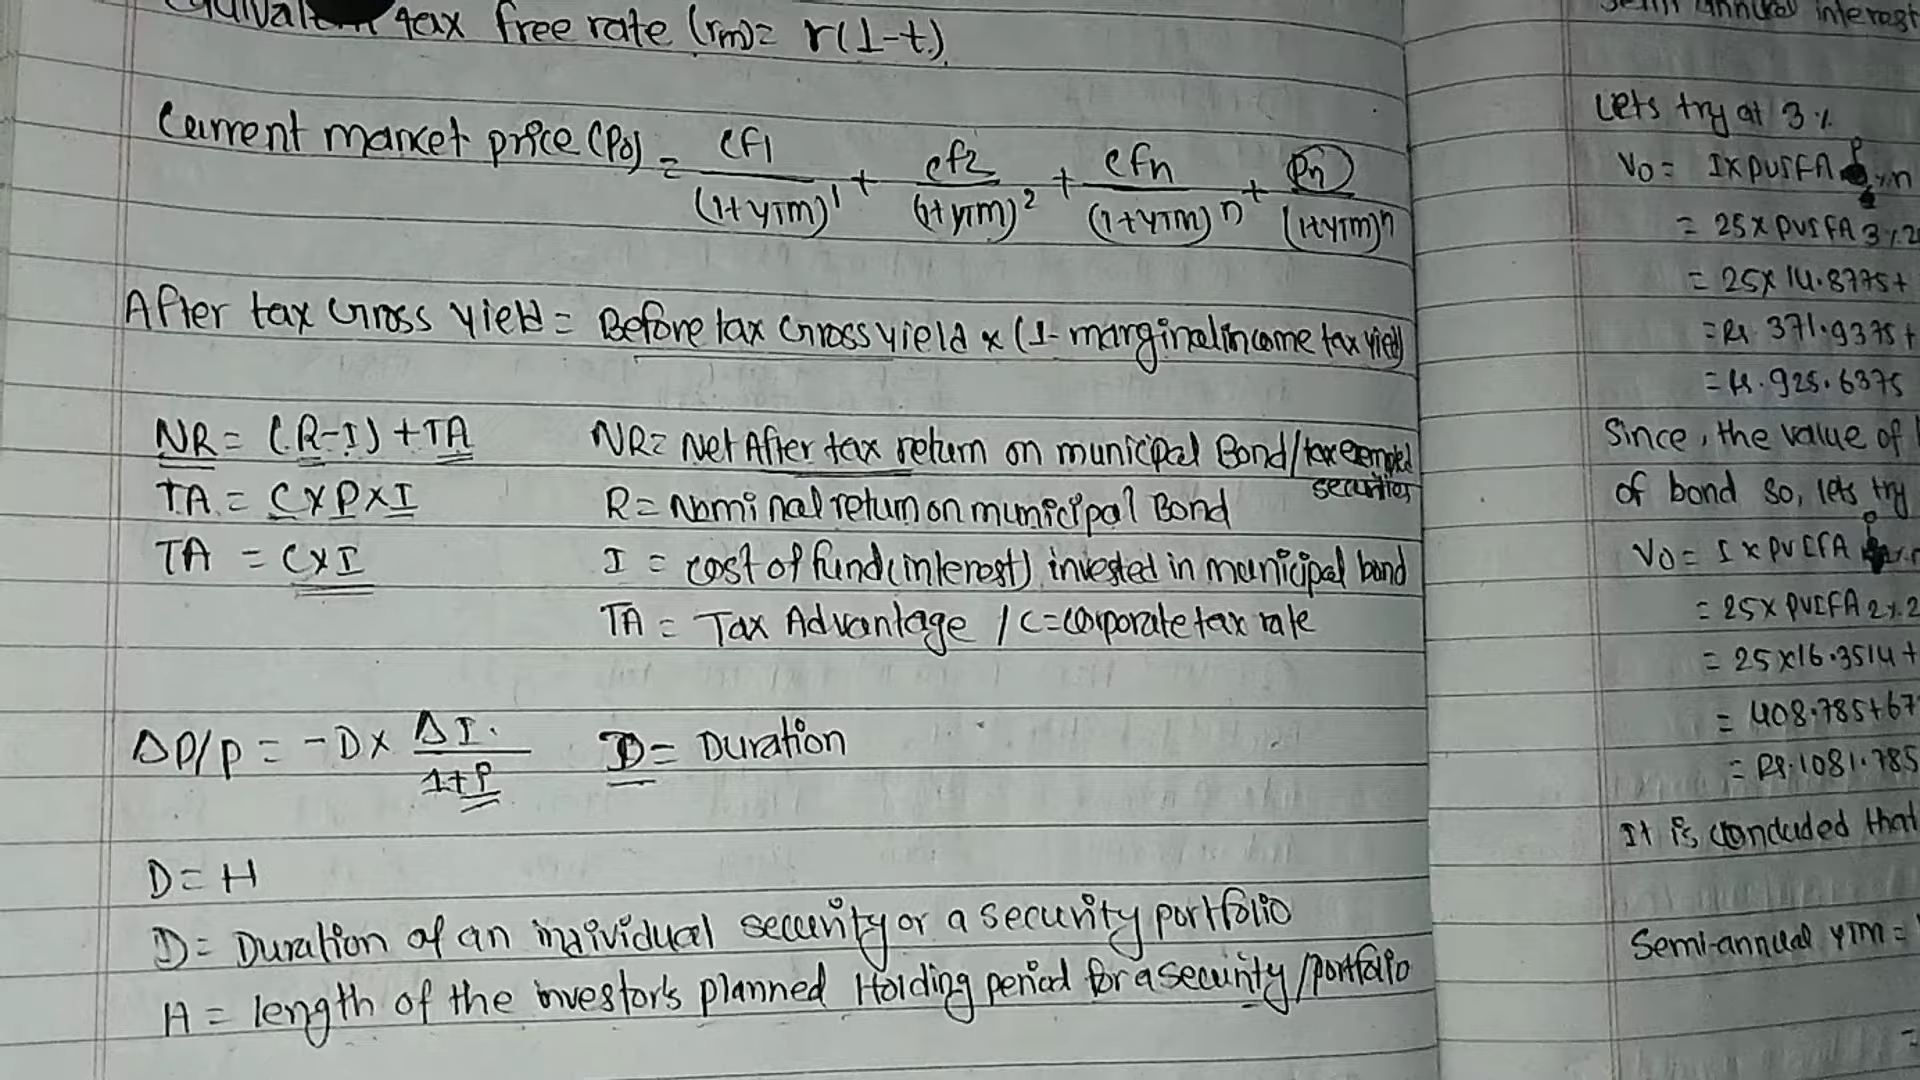 tax free rate (rm)= r(1-t)
Current market price (P0) = CF1/(1+YTM)^1 + CF2/(1+YTM)^2 + CFn/(1+YTM)^n + Pn/(1+YTM)^n
After tax Gross yield = Before tax Gross yield × (1- marginal income tax yield)
NR = (R-I) + TA NR= Net After tax return on municipal Bond/tax exempted securities
TA = C×P×I R= Nominal return on municipal Bond
TA = C×I I = cost of fund (interest) invested in municipal bond
TA = Tax Advantage / C= corporate tax rate
ΔP/P = -D× ΔI/1+P D= Duration
D=H
D= Duration of an individual security or a security portfolio
H = length of the investor's planned Holding period for a security/portfolio
interest
Lets try at 3%
V0 = I×PVIFA
= 25×PVIFA 3%.2
= 25×14.8775+
=Rs 371.9375+
=Rs.925.6375
Since, the value of
of bond so, lets try
V0= I×PVIFA
= 25×PVIFA 2%.2
= 25×16.3514+
= 408.785+67
= Rs.1081.785
It is concluded that
Semi-annual YTM =
=